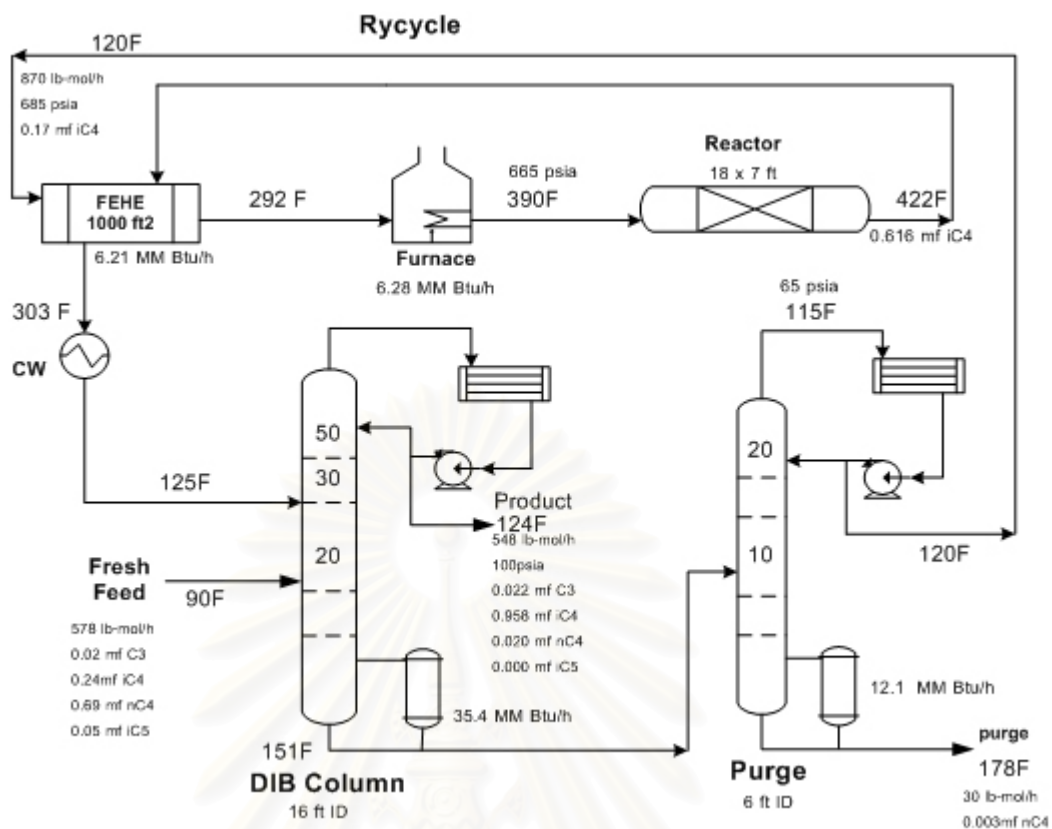 Rycycle
120F
870 lb-mol/h
685 psia
0.17 mf iC4
FEHE
1000 ft2
6.21 MM Btu/h
292 F
Furnace
6.28 MM Btu/h
665 psia
390F
Reactor
18 x 7 ft
422F
0.616 mf iC4
303 F
CW
125F
Fresh
Feed
90F
578 lb-mol/h
0.02 mf C3
0.24mf iC4
0.69 mf nC4
0.05 mf iC5
50
30
20
Product
124F
548 lb-mol/h
100psia
0.022 mf C3
0.958 mf iC4
0.020 mf nC4
0.000 mf iC5
35.4 MM Btu/h
151F
DIB Column
16 ft ID
65 psia
115F
20
10
120F
12.1 MM Btu/h
Purge
6 ft ID
purge
178F
30 lb-mol/h
0.003mf nC4